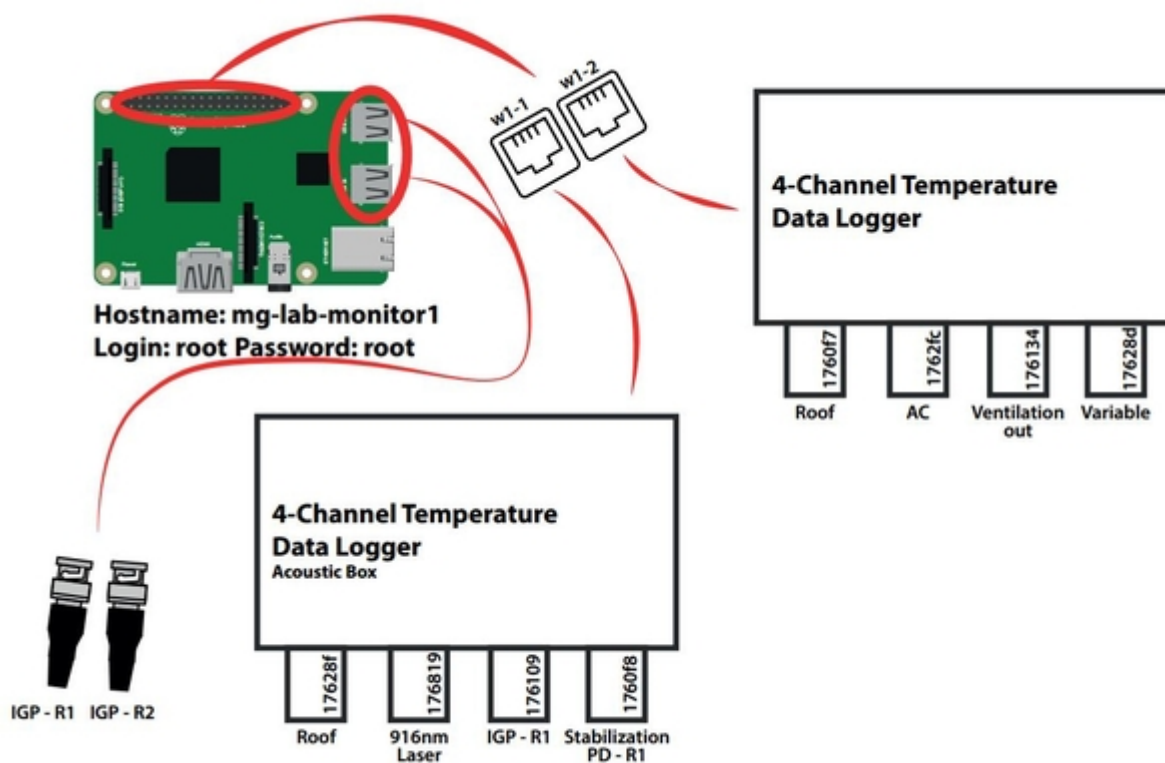 w1-1
w1-2
Hostname: mg-lab-monitor1
Login: root Password: root
4-Channel Temperature
Data Logger
1760f7
1762fc
176134
17628d
Roof
AC
Ventilation
out
Variable
4-Channel Temperature
Data Logger
Acoustic Box
17628f
176819
176109
1760f8
Roof
916nm
Laser
IGP - R1
Stabilization
PD - R1
IGP - R1
IGP - R2